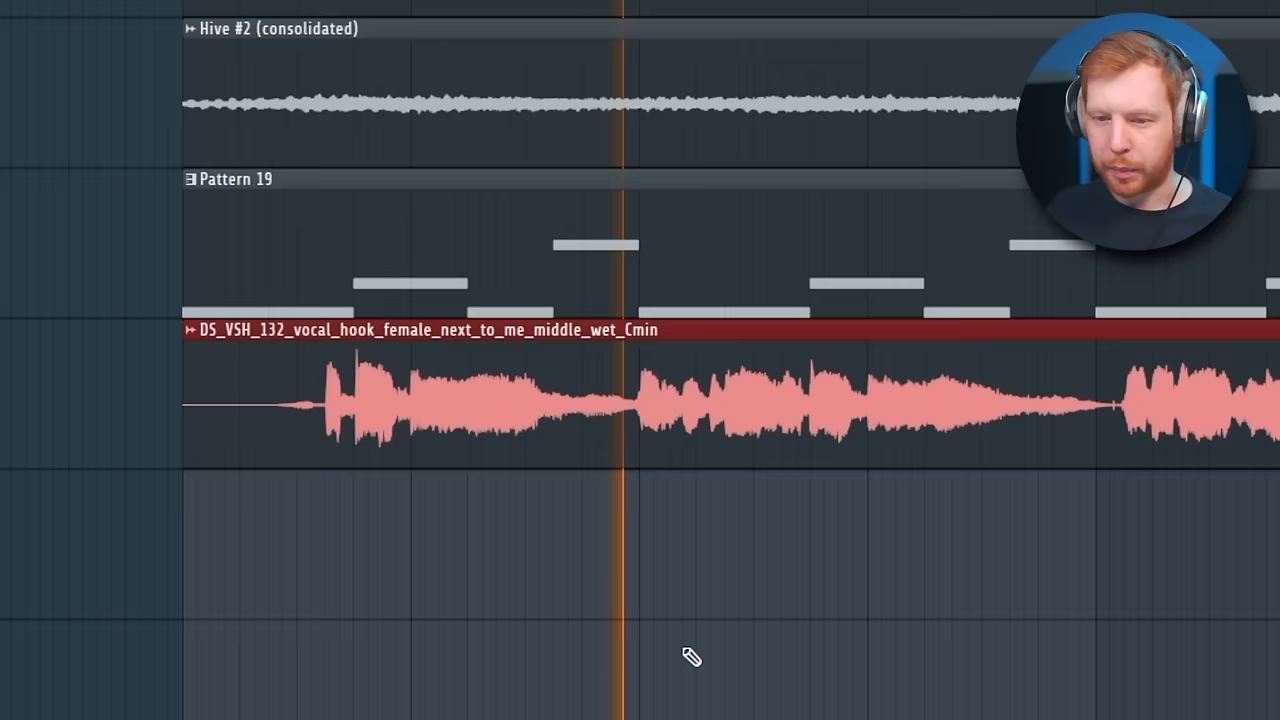 Hive #2 (consolidated)
Pattern 19
DS_VSH_132_vocal_hook_female_next_to_me_middle_wet_Cmin